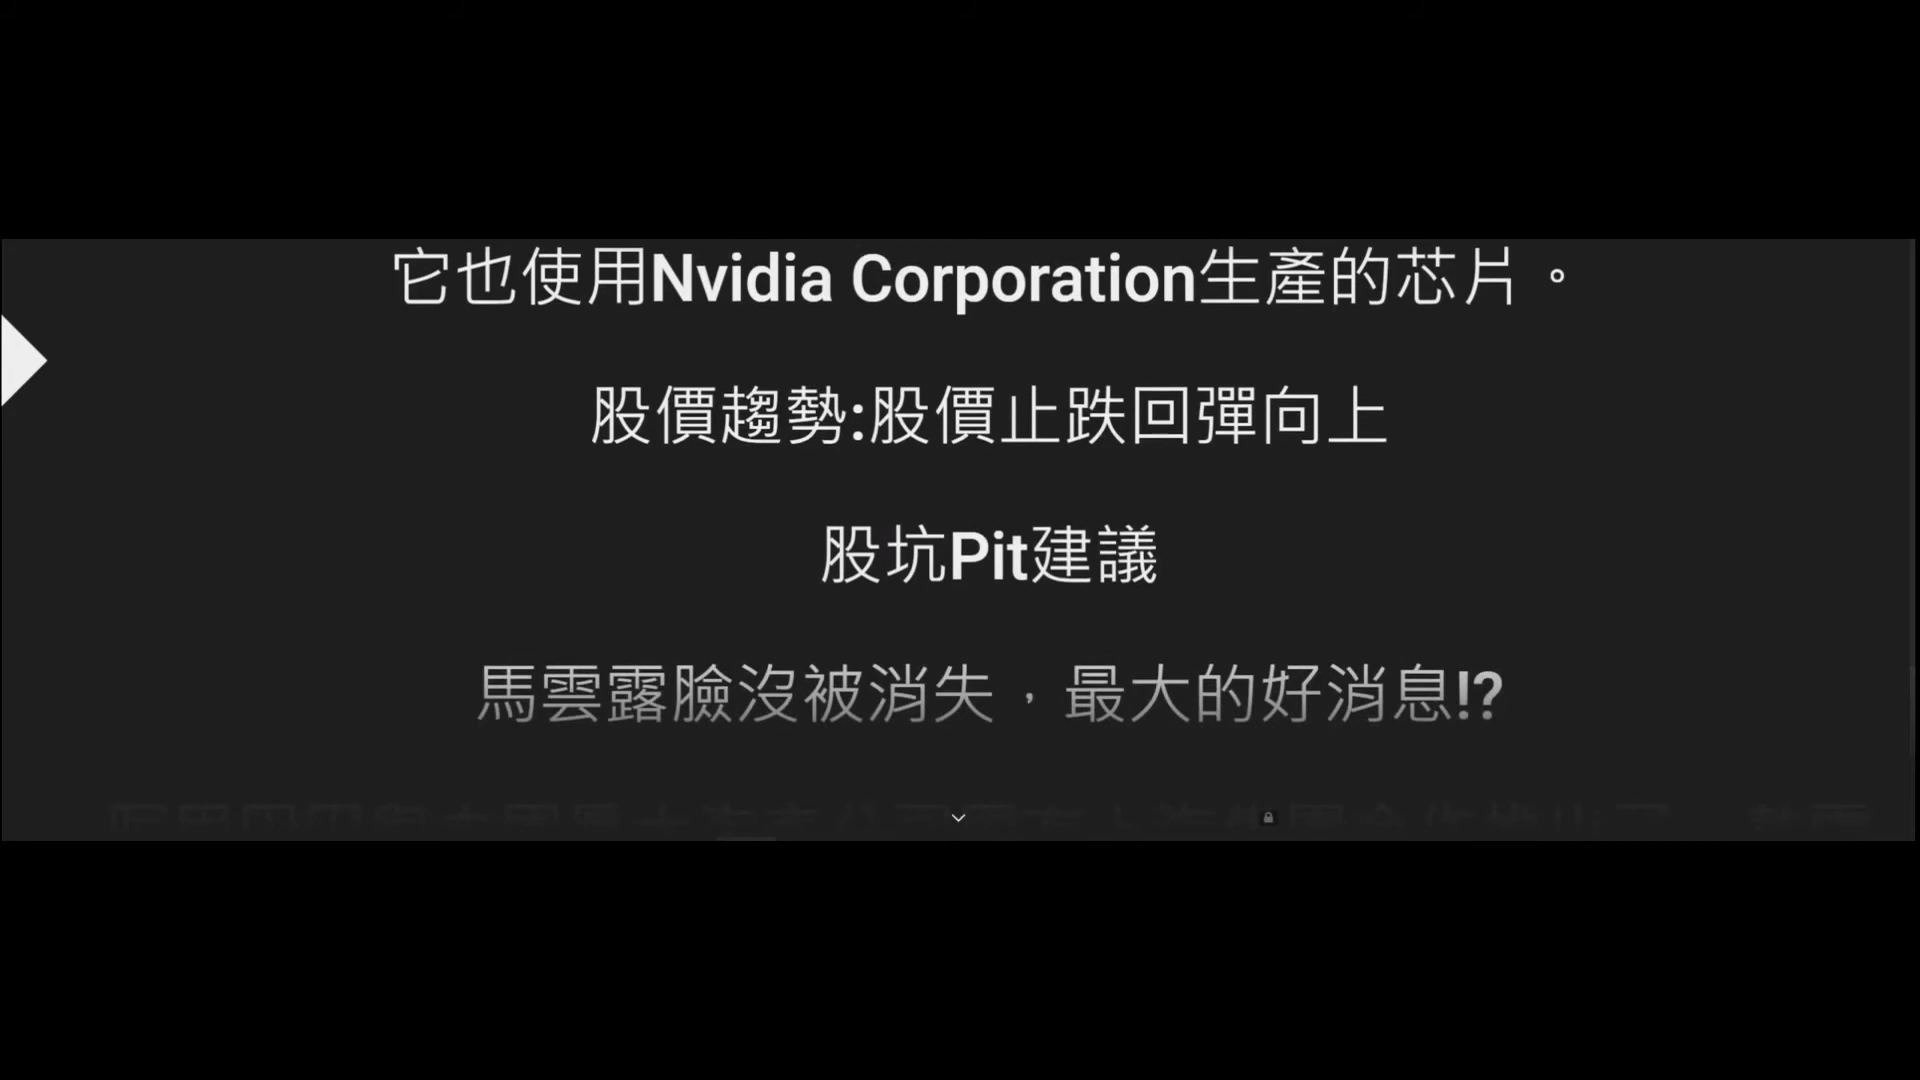 它也使用Nvidia Corporation生產的芯片。
股價趨勢:股價止跌回彈向上
股坑Pit建議
馬雲露臉沒被消失，最大的好消息!?